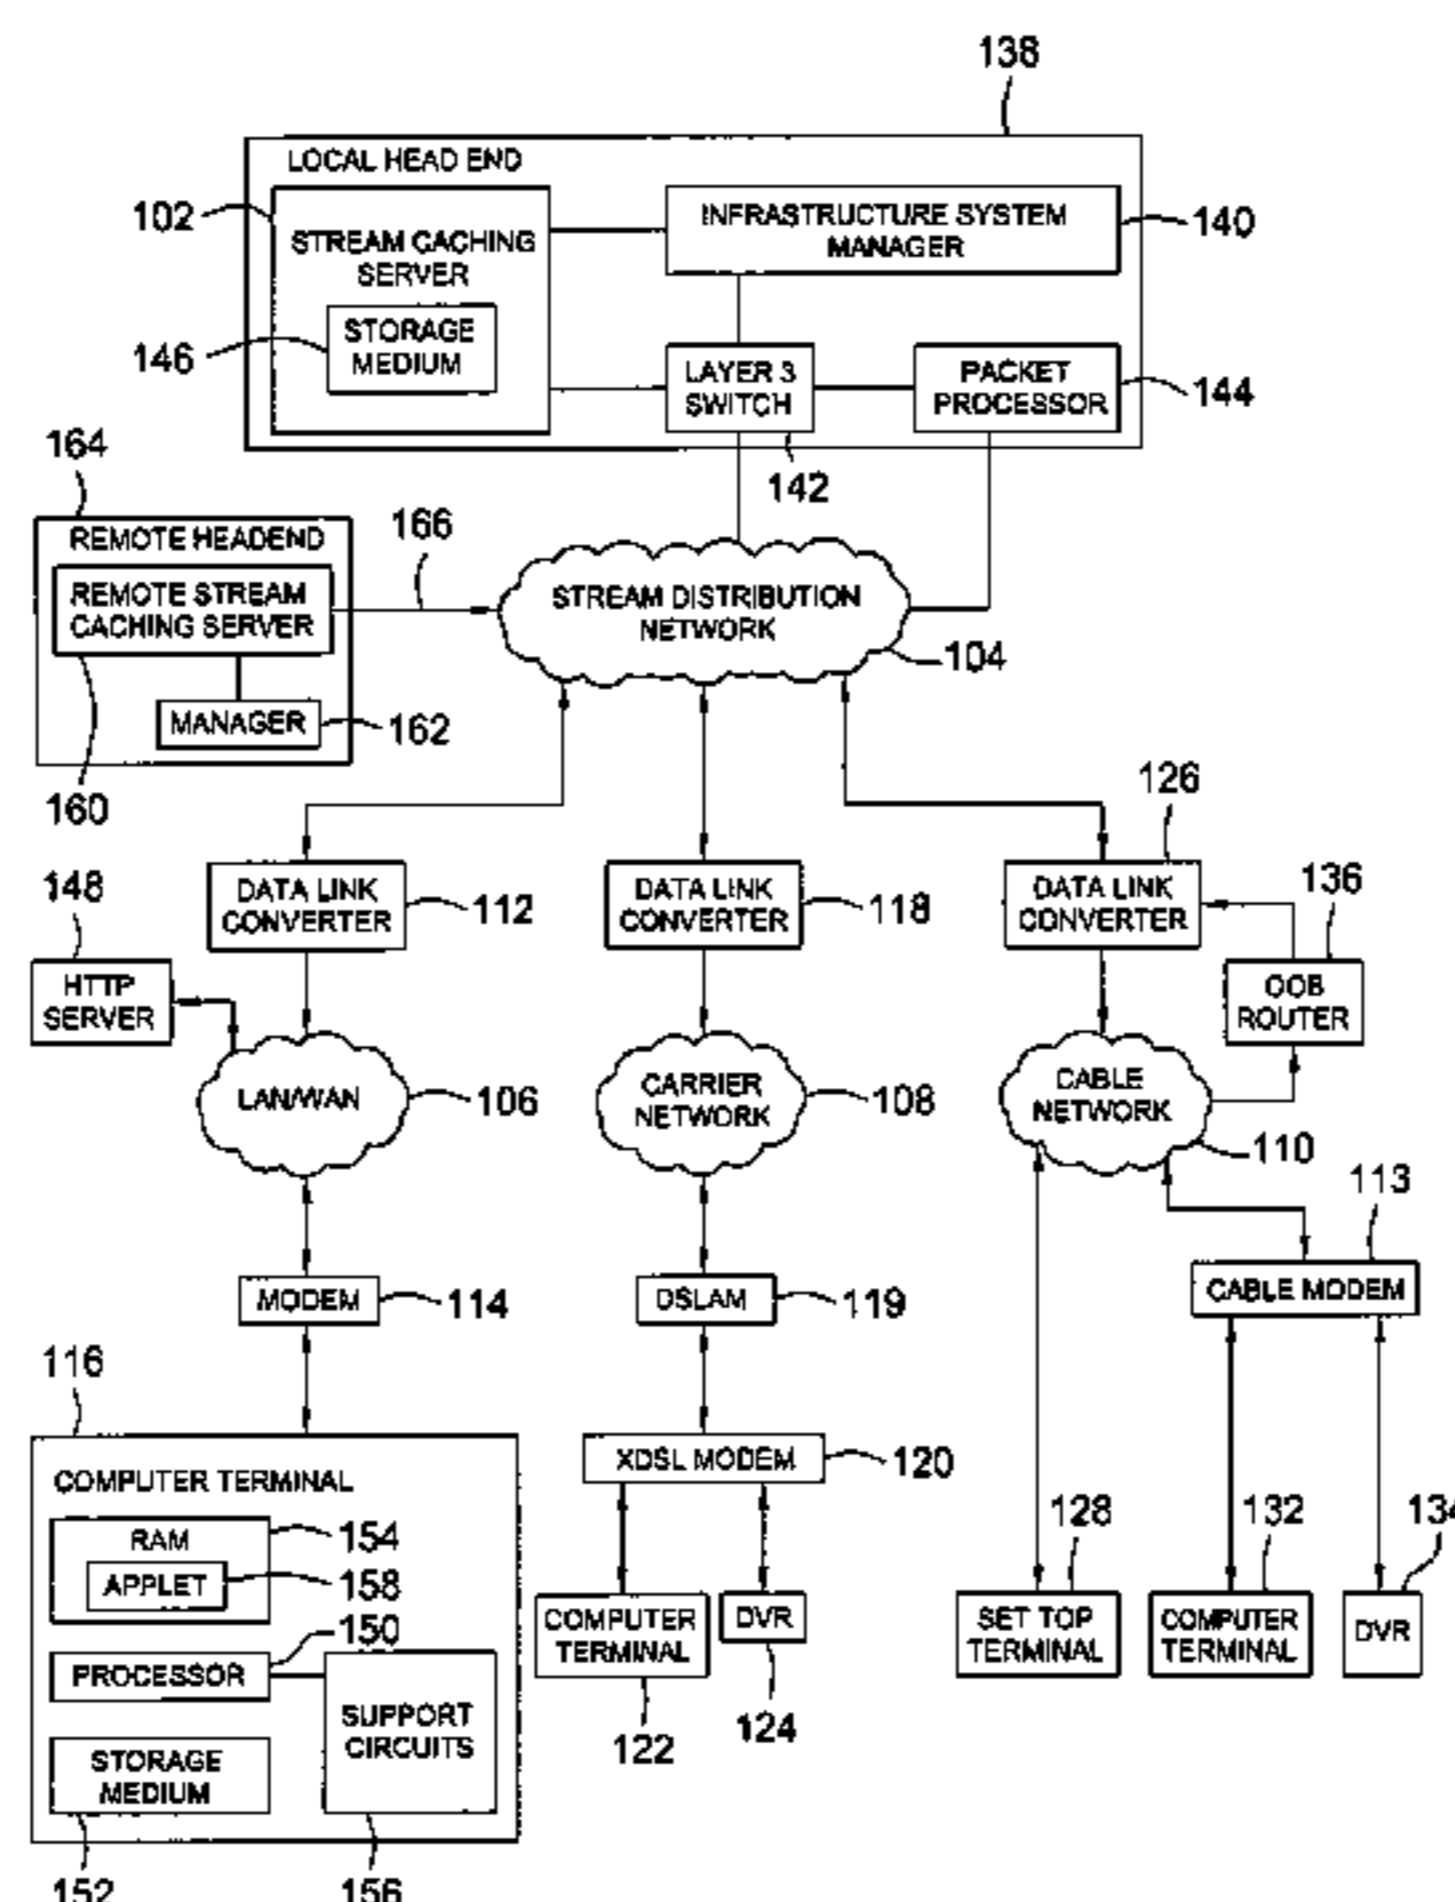 138
LOCAL HEAD END
102
STREAM CACHING
SERVER
INFRASTRUCTURE SYSTEM
MANAGER
140
146
STORAGE
MEDIUM
LAYER 3
SWITCH
PACKET
PROCESSOR
144
142
164
REMOTE HEADEND
166
REMOTE STREAM
CACHING SERVER
STREAM DISTRIBUTION
NETWORK
104
MANAGER
162
160
126
148
DATA LINK
CONVERTER
112
DATA LINK
CONVERTER
118
DATA LINK
CONVERTER
136
HTTP
SERVER
OOB
ROUTER
LAN/WAN
106
CARRIER
NETWORK
108
CABLE
NETWORK
110
113
MODEM
114
DSLAM
119
CABLE MODEM
116
COMPUTER TERMINAL
XDSL MODEM
120
RAM
154
APPLET
158
128
132
134
150
PROCESSOR
COMPUTER
TERMINAL
DVR
SET TOP
TERMINAL
COMPUTER
TERMINAL
DVR
SUPPORT
CIRCUITS
122
124
STORAGE
MEDIUM
152
156